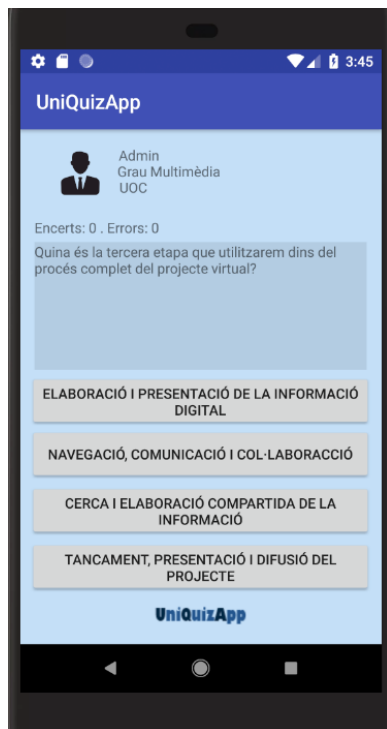 3:45
UniQuizApp
Admin
Grau Multimèdia
UOC
Encerts: 0 . Errors: 0
Quina és la tercera etapa que utilitzarem dins del
procés complet del projecte virtual?
ELABORACIÓ I PRESENTACIÓ DE LA INFORMACIÓ
DIGITAL
NAVEGACIÓ, COMUNICACIÓ I COL·LABORACCIÓ
CERCA I ELABORACIÓ COMPARTIDA DE LA
INFORMACIÓ
TANCAMENT, PRESENTACIÓ I DIFUSIÓ DEL
PROJECTE
UniQuizApp